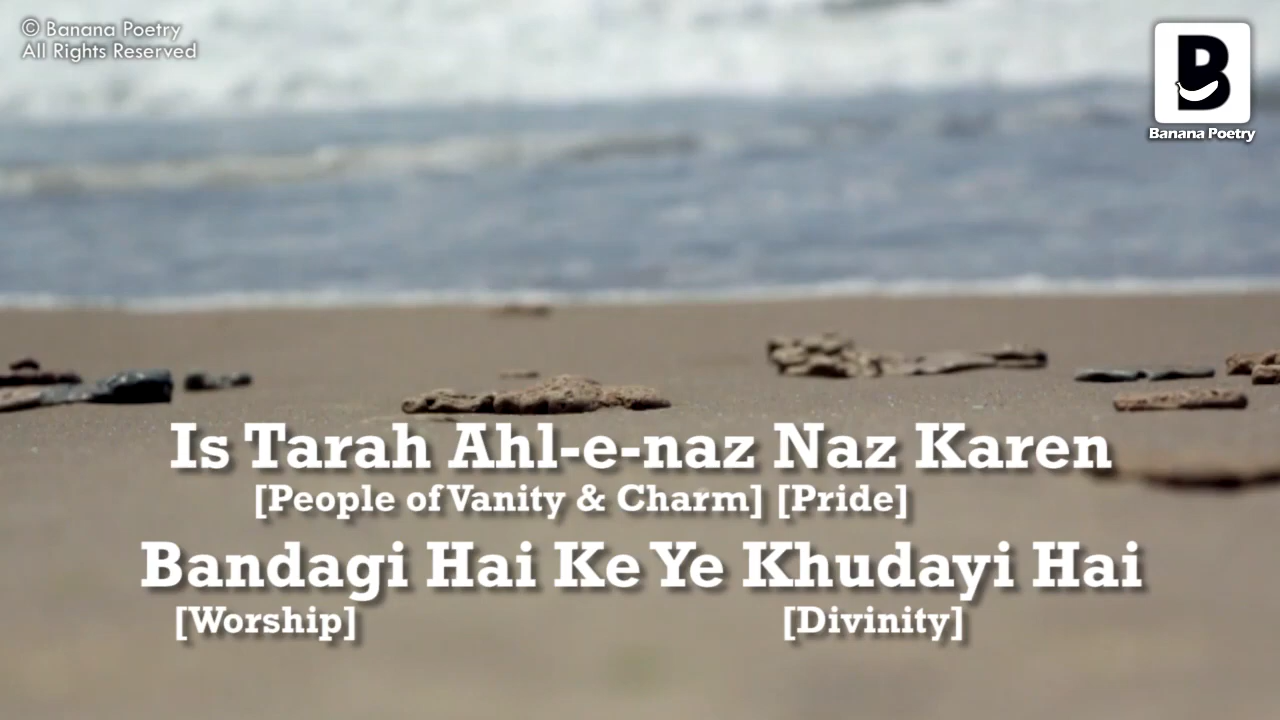 © Banana Poetry
All Rights Reserved
B
Banana Poetry
Is Tarah Ahl-e-naz Naz Karen
[People of Vanity & Charm] [Pride]
Bandagi Hai Ke Ye Khudayi Hai
[Worship] [Divinity]